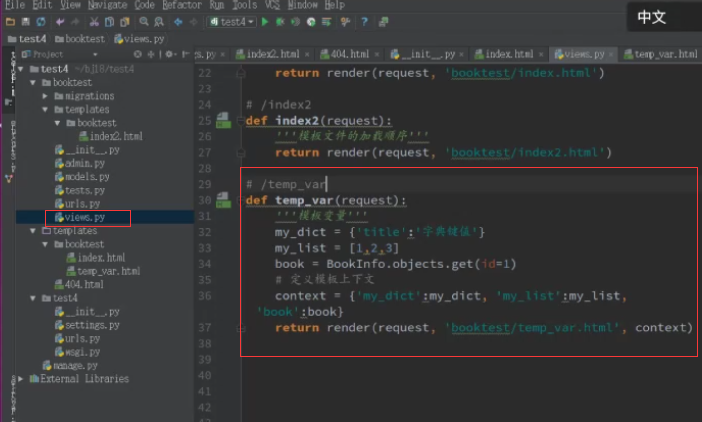 File Edit View Navigate Code Refactor Run Tools VCS Window Help
中文
test4
test4 booktest views.py
Project
s.py index2.html 404.html __init__.py index.html views.py temp_var.html
test4 ~/bj18/test4
booktest
migrations
templates
booktest
index2.html
__init__.py
admin.py
models.py
tests.py
urls.py
views.py
templates
booktest
index.html
temp_var.html
404.html
test4
__init__.py
settings.py
urls.py
wsgi.py
manage.py
External Libraries
22 return render(request, 'booktest/index.html')
23
24 # /index2
25 def index2(request):
26 '''模板文件的加载顺序'''
27 return render(request, 'booktest/index2.html')
28
29 # /temp_var
30 def temp_var(request):
31 '''模板变量'''
32 my_dict = {'title':'字典键值'}
33 my_list = [1,2,3]
34 book = BookInfo.objects.get(id=1)
35 # 定义模板上下文
36 context = {'my_dict':my_dict, 'my_list':my_list,
'book':book}
37 return render(request, 'booktest/temp_var.html', context)
38
39
40
41
42